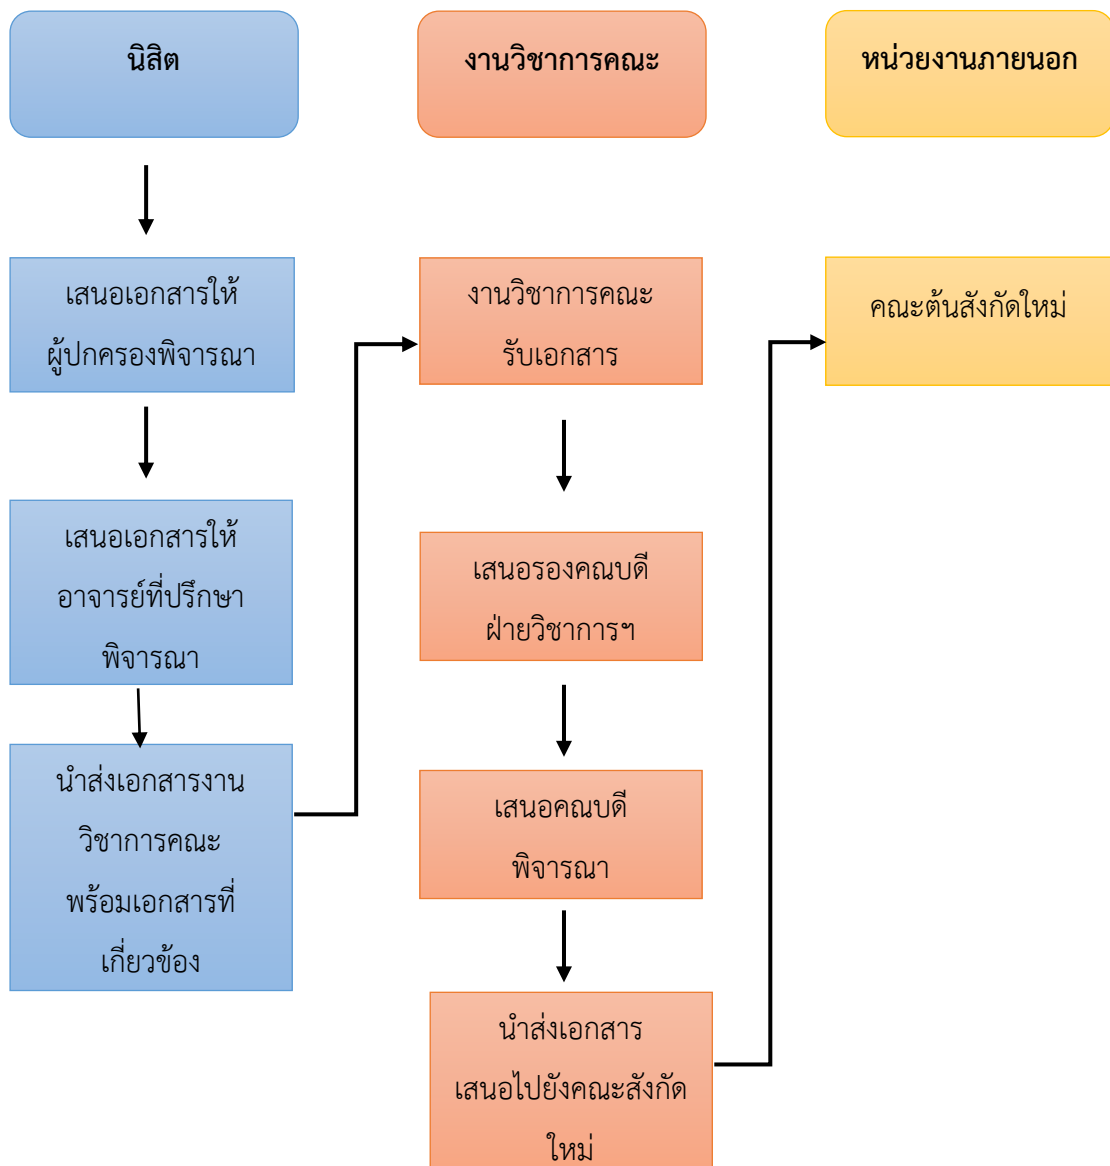 นิสิต
งานวิชาการคณะ
หน่วยงานภายนอก
เสนอเอกสารให้
ผู้ปกครองพิจารณา
เสนอเอกสารให้
อาจารย์ที่ปรึกษา
พิจารณา
นำส่งเอกสารงาน
วิชาการคณะ
พร้อมเอกสารที่
เกี่ยวข้อง
งานวิชาการคณะ
รับเอกสาร
เสนอรองคณบดี
ฝ่ายวิชาการฯ
เสนอคณบดี
พิจารณา
นำส่งเอกสาร
เสนอไปยังคณะสังกัด
ใหม่
คณะต้นสังกัดใหม่